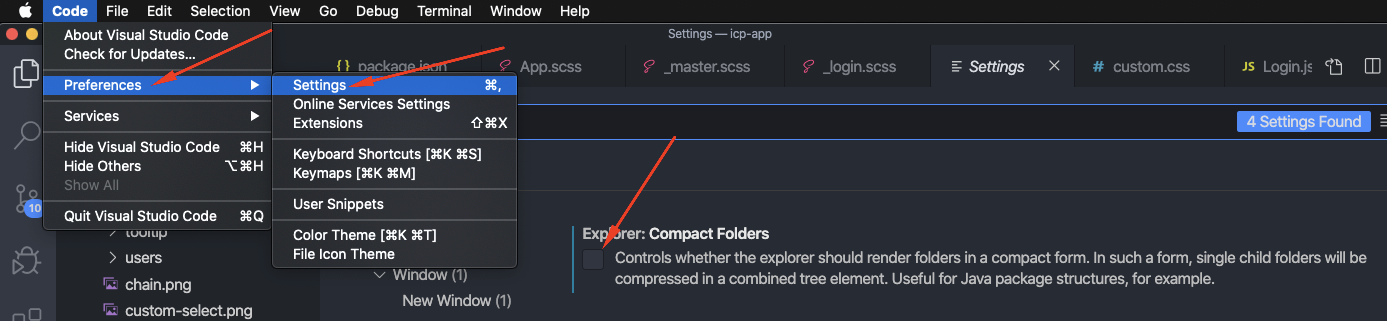 Code File Edit Selection View Go Debug Terminal Window Help
Settings — icp-app
{} package.json App.scss _master.scss _login.scss Settings # custom.css JS Login.js
About Visual Studio Code
Check for Updates...
Preferences
Services
Hide Visual Studio Code ⌘H
Hide Others ⌥⌘H
Show All
Quit Visual Studio Code ⌘Q
Settings ⌘,
Online Services Settings
Extensions ⇧⌘X
Keyboard Shortcuts [⌘K ⌘S]
Keymaps [⌘K ⌘M]
User Snippets
Color Theme [⌘K ⌘T]
File Icon Theme
4 Settings Found
10
tooltip
users
chain.png
custom-select.png
Window (1)
New Window (1)
Explorer: Compact Folders
Controls whether the explorer should render folders in a compact form. In such a form, single child folders will be
compressed in a combined tree element. Useful for Java package structures, for example.